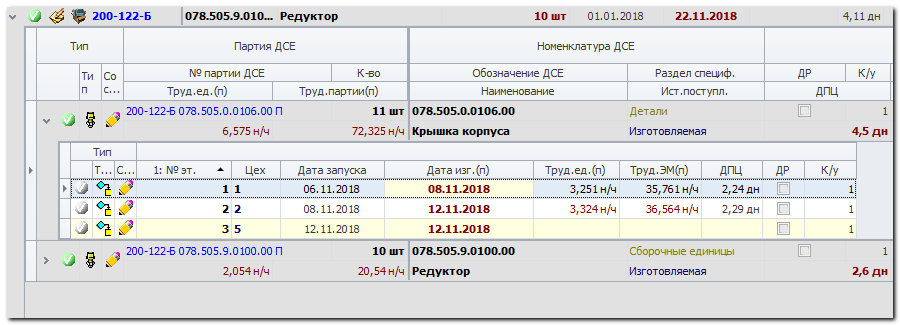 200-122-Б 078.505.9.010... Редуктор 10 шт 01.01.2018 22.11.2018 4,11 дн
Тип Партия ДСЕ Номенклатура ДСЕ
Ти п Со с... № партии ДСЕ К-во Обозначение ДСЕ Раздел специф. ДР К/у
Труд.ед.(п) Труд.партии(п) Наименование Ист.поступл. ДПЦ
200-122-Б 078.505.0.0106.00 П 11 шт 078.505.0.0106.00 Детали 1
6,575 н/ч 72,325 н/ч Крышка корпуса Изготовляемая 4,5 дн
Тип
Т... С... 1: № эт. Цех Дата запуска Дата изг.(п) Труд.ед.(п) Труд.ЭМ(п) ДПЦ ДР К/у
1 1 06.11.2018 08.11.2018 3,251 н/ч 35,761 н/ч 2,24 дн 1
2 2 08.11.2018 12.11.2018 3,324 н/ч 36,564 н/ч 2,29 дн 1
3 5 12.11.2018 12.11.2018 1
200-122-Б 078.505.9.0100.00 П 10 шт 078.505.9.0100.00 Сборочные единицы 1
2,054 н/ч 20,54 н/ч Редуктор Изготовляемая 2,6 дн